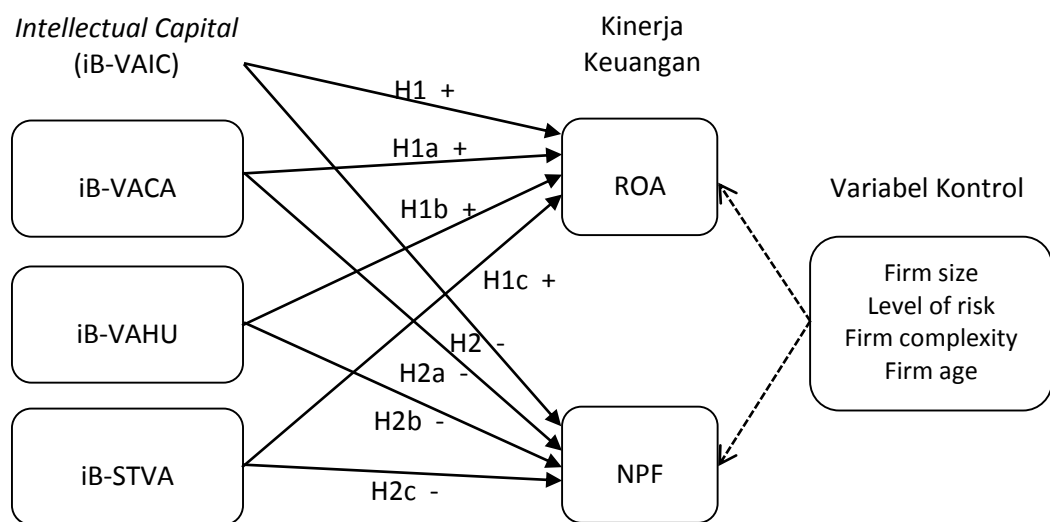 Intellectual Capital
(iB-VAIC)
Kinerja
Keuangan
H1 +
iB-VACA
H1a +
ROA
Variabel Kontrol
H1b +
H1c +
Firm size
Level of risk
Firm complexity
Firm age
iB-VAHU
H2 -
H2a -
H2b -
iB-STVA
H2c -
NPF